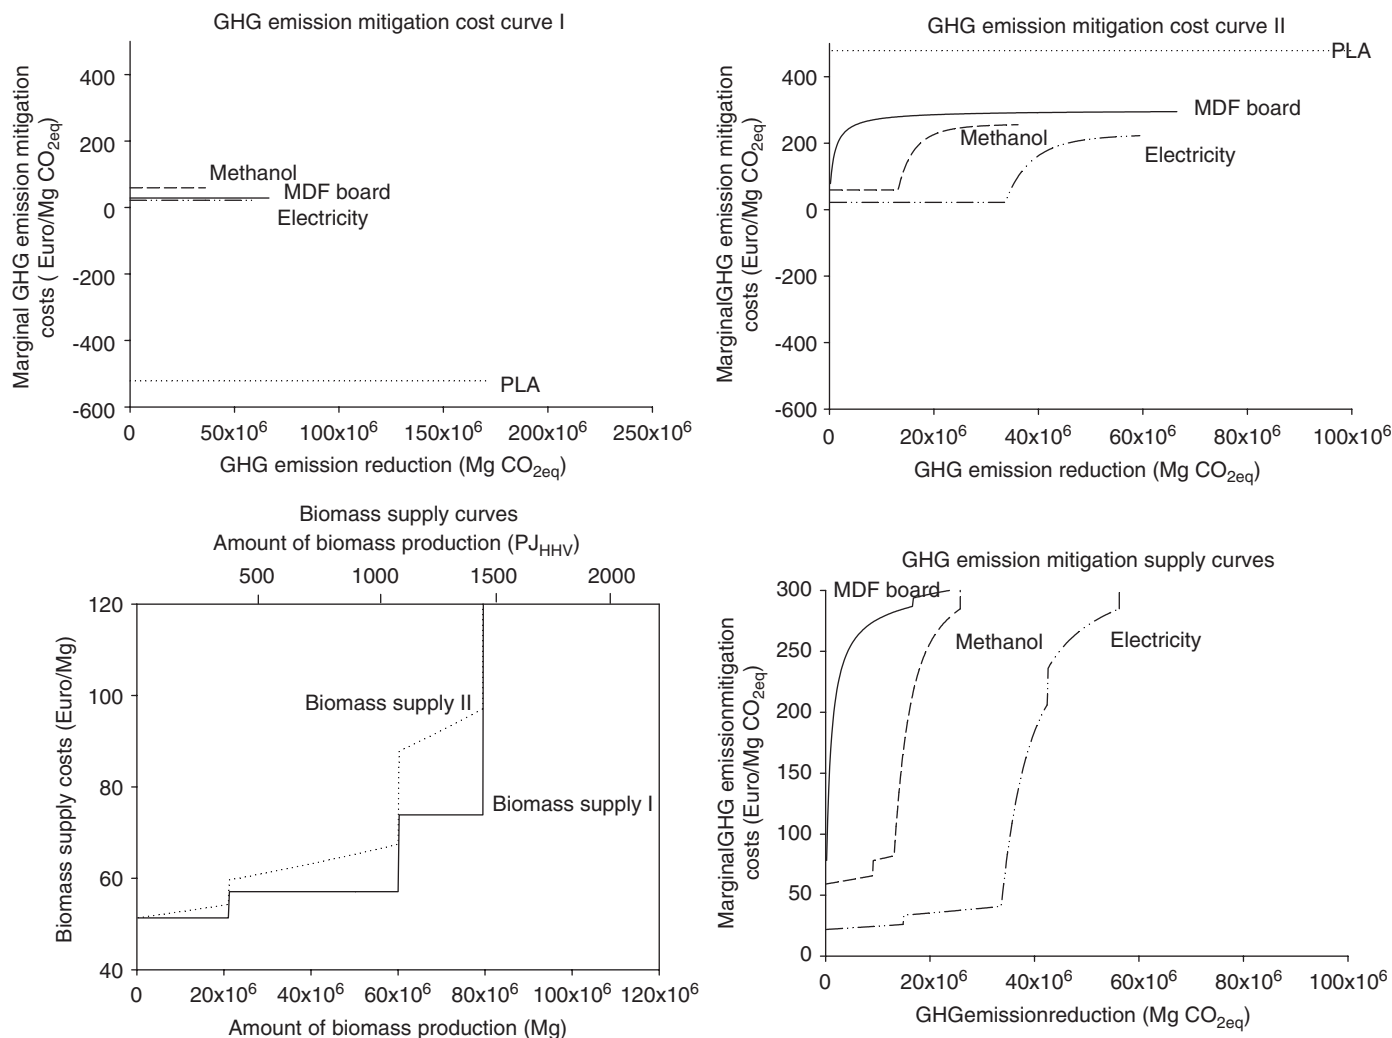 GHG emission mitigation cost curve I
Marginal GHG emission mitigation
costs ( Euro/Mg CO2eq)
400
200
0
-200
-400
-600
Methanol
MDF board
Electricity
PLA
0 50x10^6 100x10^6 150x10^6 200x10^6 250x10^6
GHG emission reduction (Mg CO2eq)
GHG emission mitigation cost curve II
MarginalGHG emission mitigation
costs (Euro/Mg CO2eq)
400
200
0
-200
-400
-600
PLA
MDF board
Methanol
Electricity
0 20x10^6 40x10^6 60x10^6 80x10^6 100x10^6
GHG emission reduction (Mg CO2eq)
Biomass supply curves
Amount of biomass production (PJHHV)
500 1000 1500 2000
Biomass supply costs (Euro/Mg)
120
100
80
60
40
Biomass supply II
Biomass supply I
0 20x10^6 40x10^6 60x10^6 80x10^6 100x10^6 120x10^6
Amount of biomass production (Mg)
GHG emission mitigation supply curves
MarginalGHG emissionmitigation
costs (Euro/Mg CO2eq)
300
250
200
150
100
50
0
MDF board
Methanol
Electricity
0 20x10^6 40x10^6 60x10^6 80x10^6 100x10^6
GHGemissionreduction (Mg CO2eq)